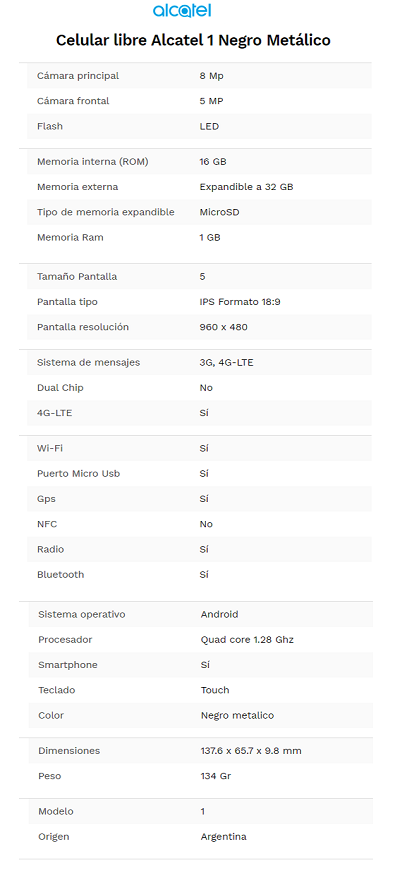 alcatel
Celular libre Alcatel 1 Negro Metálico
Cámara principal 8 Mp
Cámara frontal 5 MP
Flash LED
Memoria interna (ROM) 16 GB
Memoria externa Expandible a 32 GB
Tipo de memoria expandible MicroSD
Memoria Ram 1 GB
Tamaño Pantalla 5
Pantalla tipo IPS Formato 18:9
Pantalla resolución 960 x 480
Sistema de mensajes 3G, 4G-LTE
Dual Chip No
4G-LTE Sí
Wi-Fi Sí
Puerto Micro Usb Sí
Gps Sí
NFC No
Radio Sí
Bluetooth Sí
Sistema operativo Android
Procesador Quad core 1.28 Ghz
Smartphone Sí
Teclado Touch
Color Negro metalico
Dimensiones 137.6 x 65.7 x 9.8 mm
Peso 134 Gr
Modelo 1
Origen Argentina